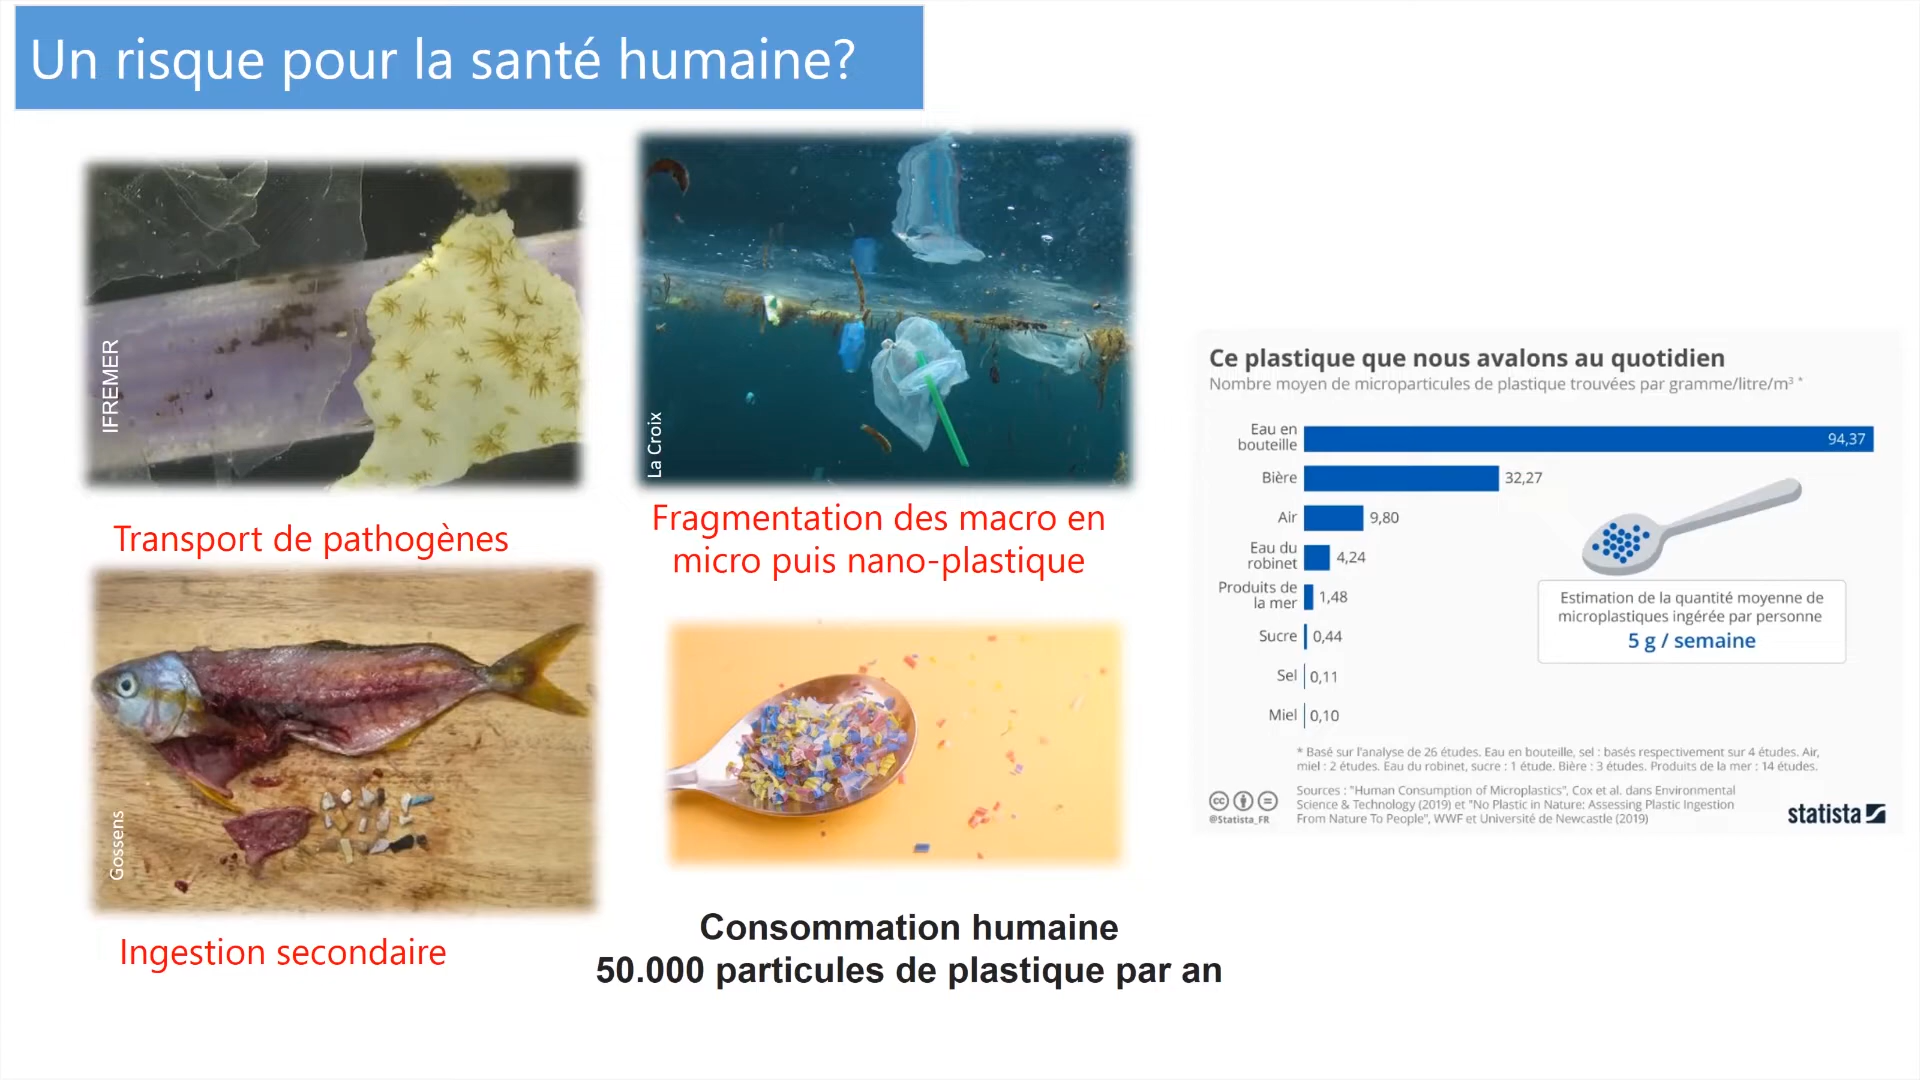 Un risque pour la santé humaine?
IFREMER
Transport de pathogènes
La Croix
Fragmentation des macro en
micro puis nano-plastique
Gossens
Ingestion secondaire
Consommation humaine
50.000 particules de plastique par an
Ce plastique que nous avalons au quotidien
Nombre moyen de microparticules de plastique trouvées par gramme/litre/m³ *
Eau en
bouteille
94,37
Bière
32,27
Air
9,80
Eau du
robinet
4,24
Produits de
la mer
1,48
Sucre
0,44
Sel
0,11
Miel
0,10
Estimation de la quantité moyenne de
microplastiques ingérée par personne
5 g / semaine
* Basé sur l'analyse de 26 études. Eau en bouteille, sel : basés respectivement sur 4 études. Air,
miel : 2 études. Eau du robinet, sucre : 1 étude. Bière : 3 études. Produits de la mer : 14 études.
Sources : "Human Consumption of Microplastics", Cox et al. dans Environmental
Science & Technology (2019) et "No Plastic in Nature: Assessing Plastic Ingestion
From Nature To People", WWF et Université de Newcastle (2019)
cc
@Statista_FR
statista